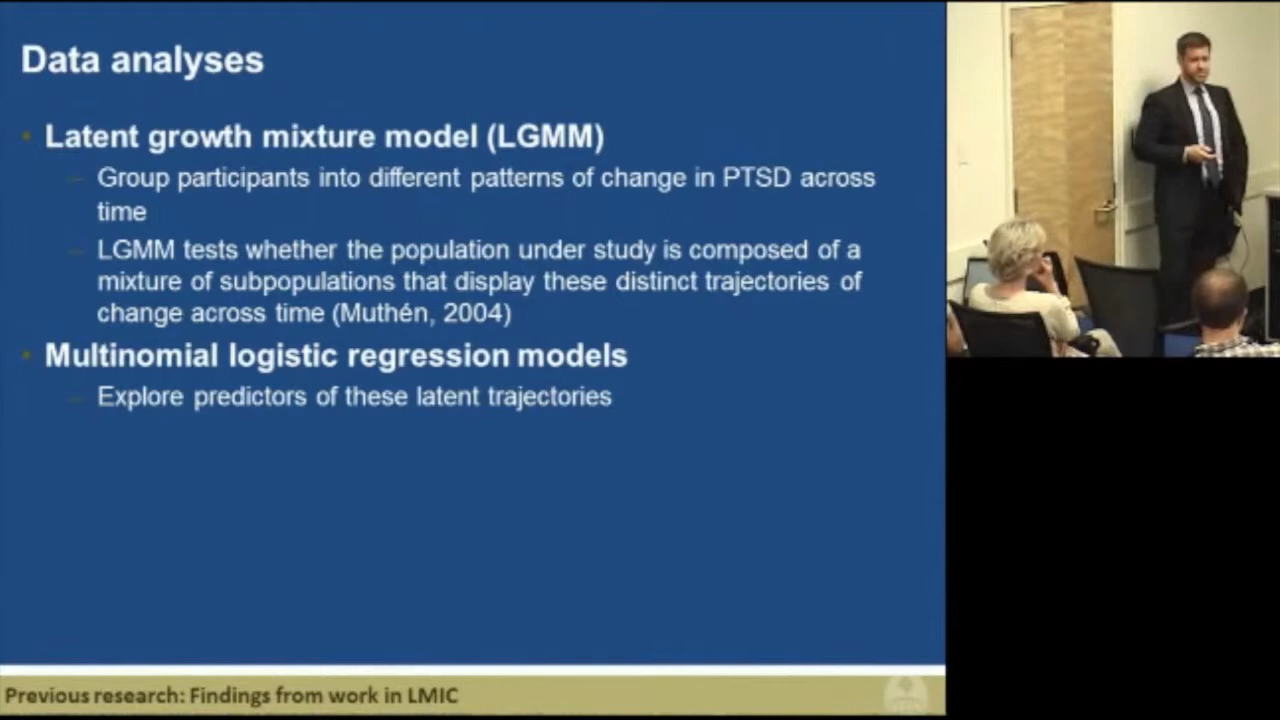 Data analyses
Latent growth mixture model (LGMM)
Group participants into different patterns of change in PTSD across
time
LGMM tests whether the population under study is composed of a
mixture of subpopulations that display these distinct trajectories of
change across time (Muthén, 2004)
Multinomial logistic regression models
Explore predictors of these latent trajectories
Previous research: Findings from work in LMIC